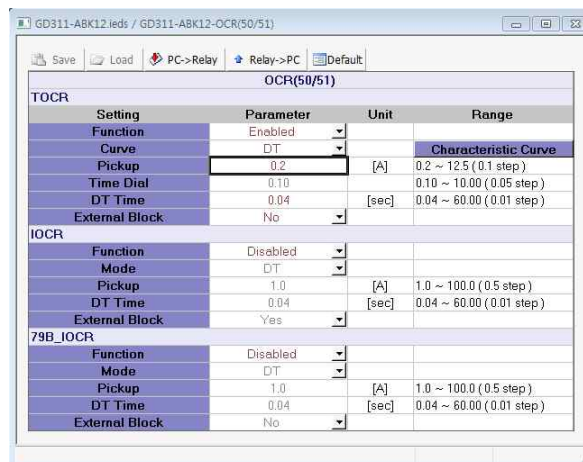 GD311-ABK12.ieds / GD311-ABK12-OCR(50/51)
Save Load PC->Relay Relay->PC Default
OCR(50/51)
TOCR
Setting Parameter Unit Range
Function Enabled
Curve DT Characteristic Curve
Pickup 0.2 [A] 0.2 ~ 12.5 ( 0.1 step )
Time Dial 0.10 0.10 ~ 10.00 ( 0.05 step )
DT Time 0.04 [sec] 0.04 ~ 60.00 ( 0.01 step )
External Block No
IOCR
Function Disabled
Mode DT
Pickup 1.0 [A] 1.0 ~ 100.0 ( 0.5 step )
DT Time 0.04 [sec] 0.04 ~ 60.00 ( 0.01 step )
External Block Yes
79B_IOCR
Function Disabled
Mode DT
Pickup 1.0 [A] 1.0 ~ 100.0 ( 0.5 step )
DT Time 0.04 [sec] 0.04 ~ 60.00 ( 0.01 step )
External Block No